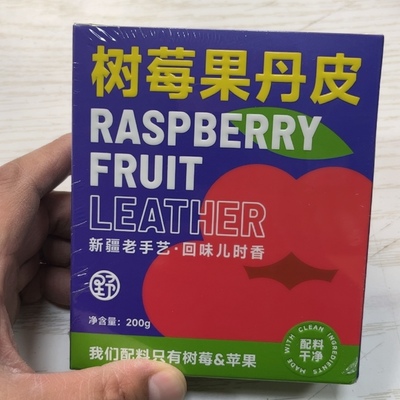 树莓果丹皮
RASPBERRY
FRUIT
LEATHER
新疆老手艺·回味儿时香
野
净含量：200g
MADE WITH CLEAN INGREDIENTS
配料
干净
我们配料只有树莓&苹果